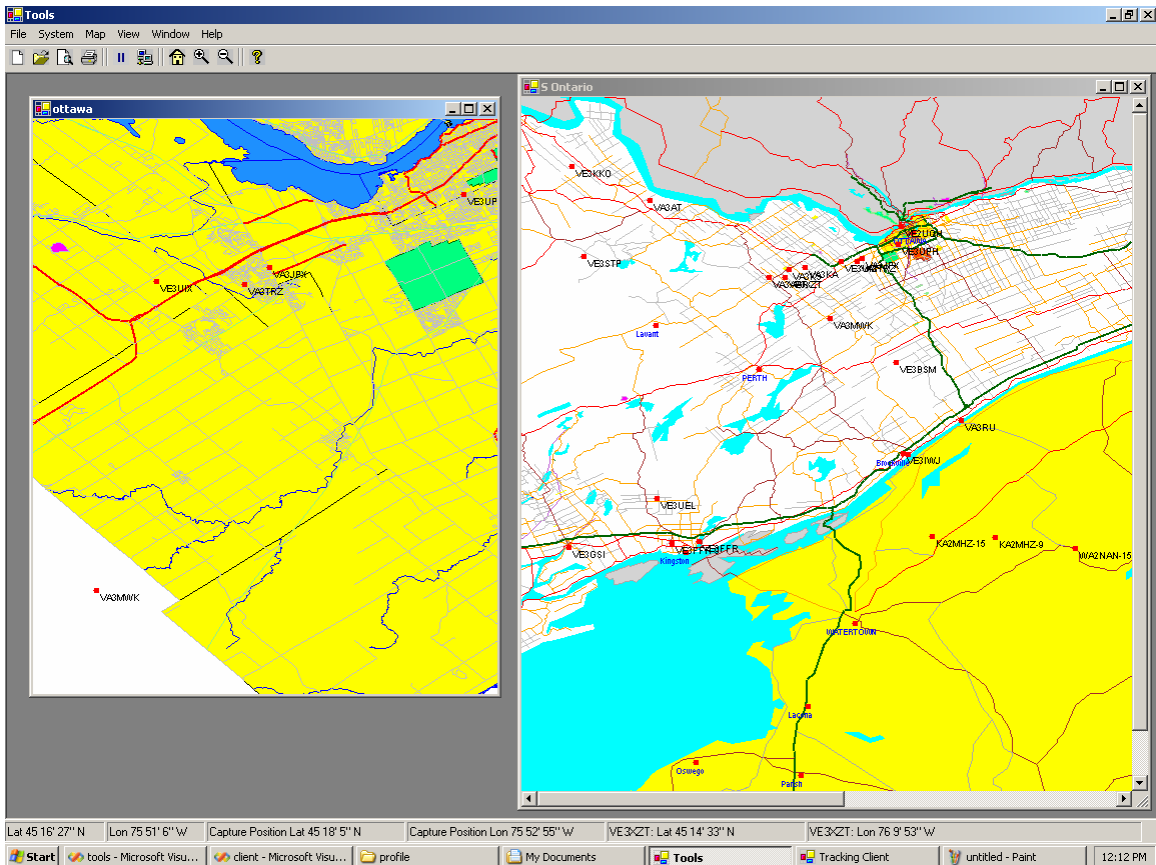 Tools
File System Map View Window Help
ottawa
VE3UP
VA3JPX
VE3UIX
VA3TRZ
VA3MWK
S Ontario
VE3KKO
VA3AT
VE2UQH
VE3UPH
VE3STP
VA3KA
VA3MWK
Lavant
VE3BSM
PERTH
VA3RU
Brockville
VE3IWJ
VE3UEL
KA2MHZ-15
KA2MHZ-9
VE3GSI
WA2NAN-15
Kingston
WATERTOWN
Lacona
Oswego
Parish
Lat 45 16' 27'' N Lon 75 51' 6'' W Capture Position Lat 45 18' 5'' N Capture Position Lon 75 52' 55'' W VE3XZT: Lat 45 14' 33'' N VE3XZT: Lon 76 9' 53'' W
Start tools - Microsoft Visu... client - Microsoft Visu... profile My Documents Tools Tracking Client untitled - Paint 12:12 PM